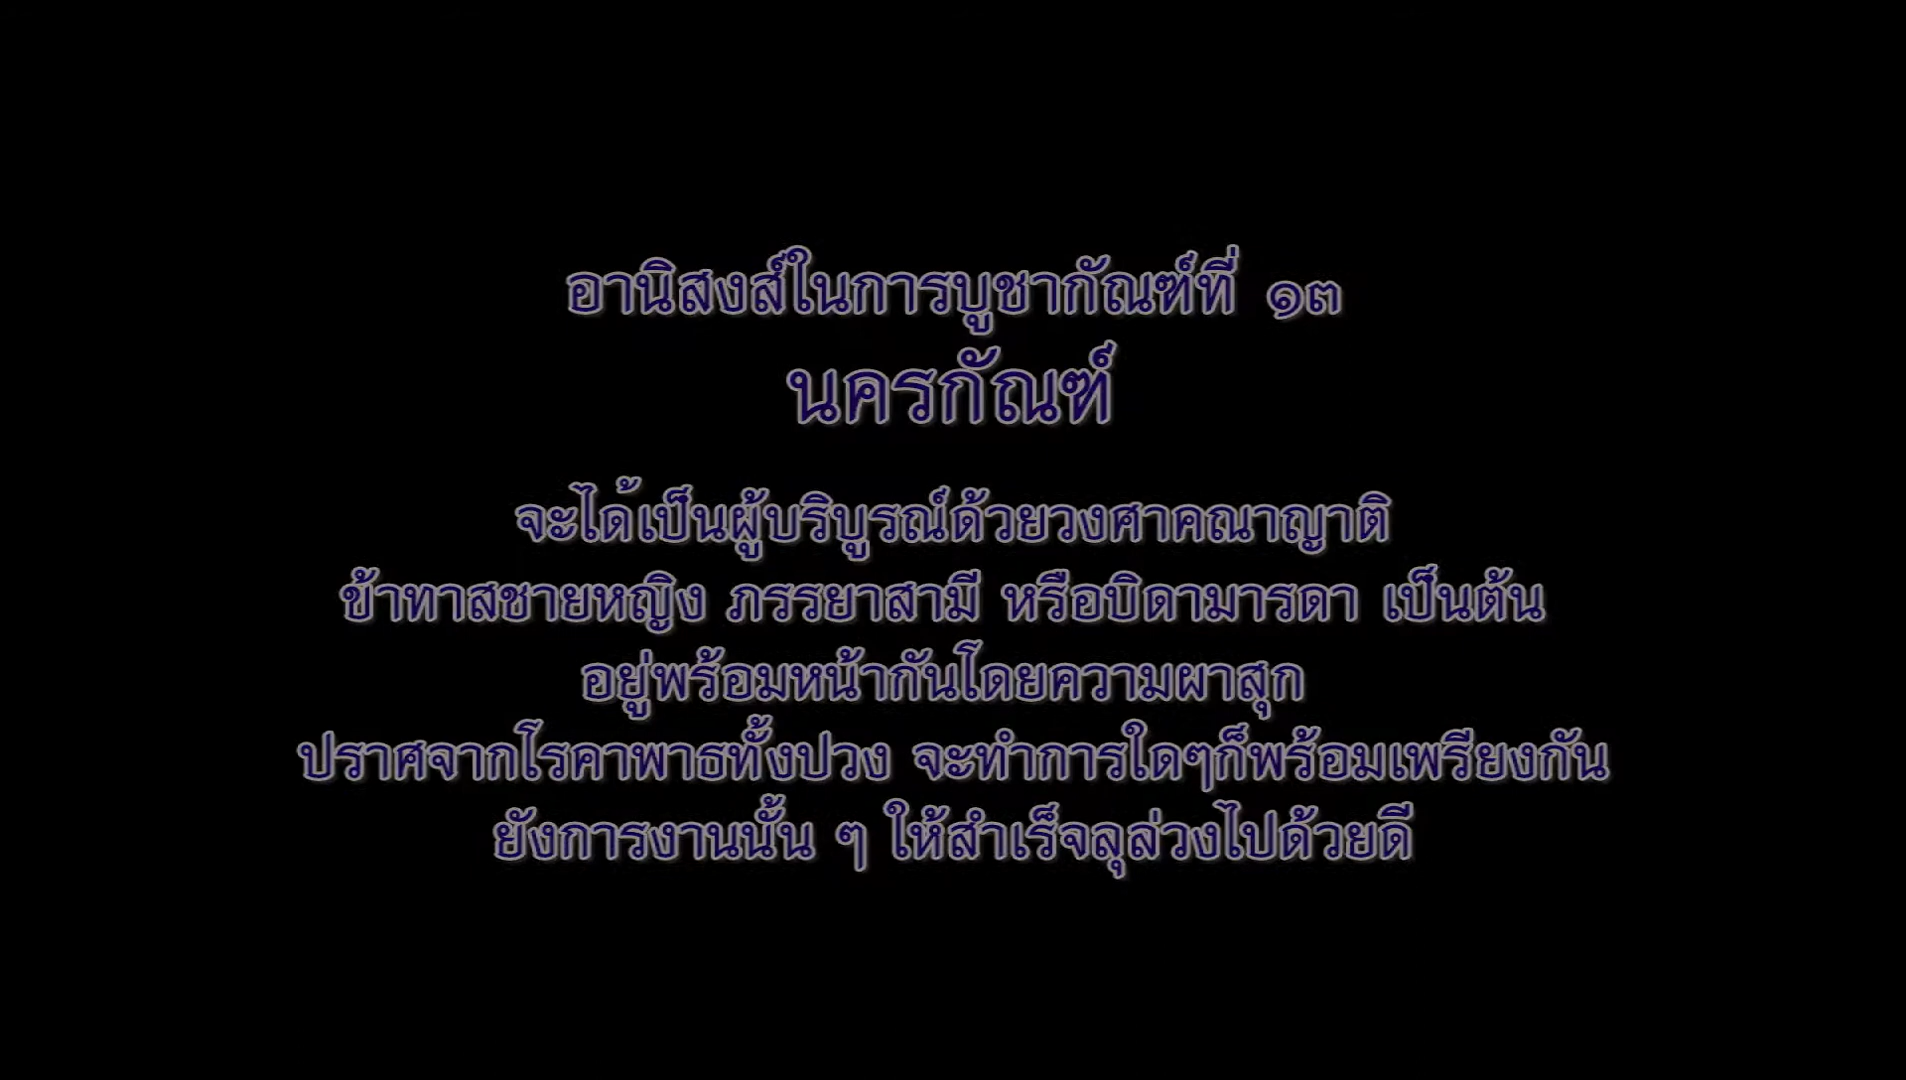 อานิสงส์ในการบูชากัณฑ์ที่ ๑๓
นครกัณฑ์
จะได้เป็นผู้บริบูรณ์ด้วยวงศาคณาญาติ
ข้าทาสชายหญิง ภรรยาสามี หรือบิดามารดา เป็นต้น
อยู่พร้อมหน้ากันโดยความผาสุก
ปราศจากโรคาพาธทั้งปวง จะทำการใดๆก็พร้อมเพรียงกัน
ยังการงานนั้น ๆ ให้สำเร็จลุล่วงไปด้วยดี